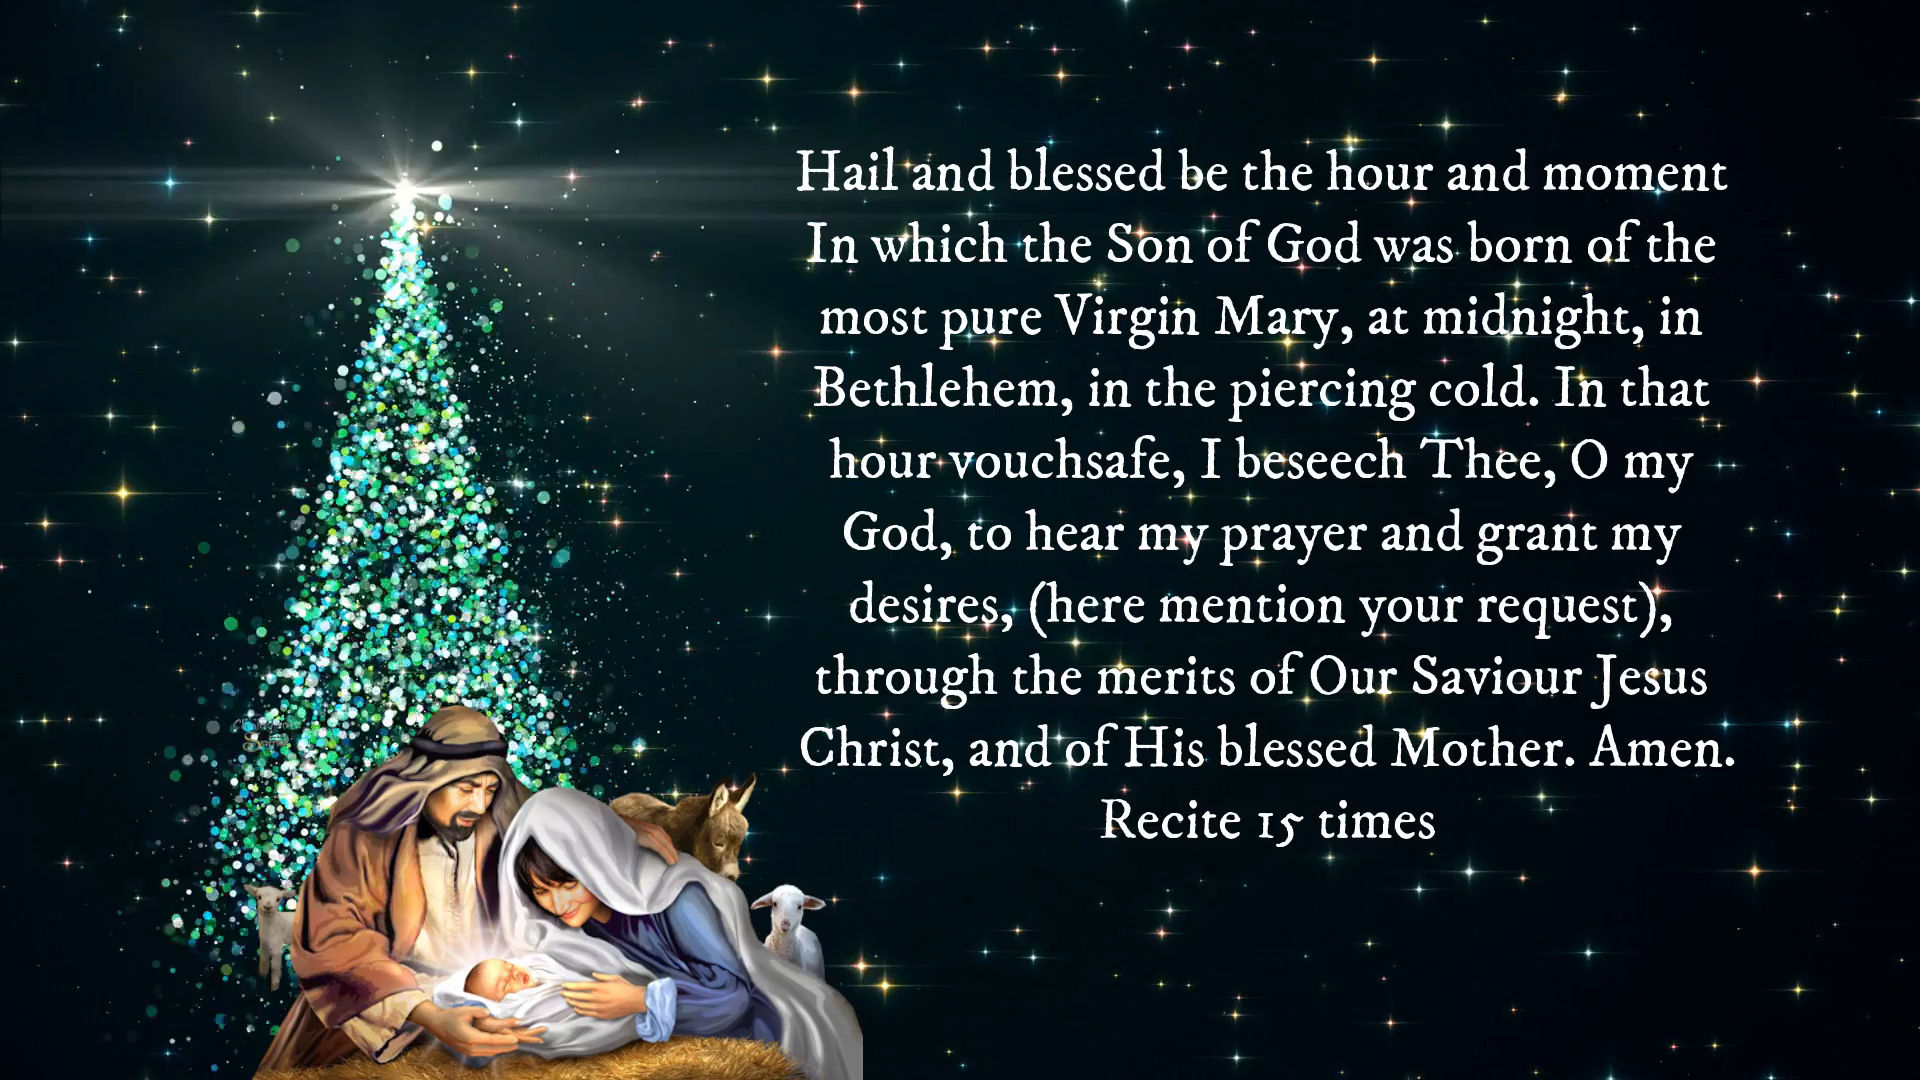 Hail and blessed be the hour and moment
In which the Son of God was born of the
most pure Virgin Mary, at midnight, in
Bethlehem, in the piercing cold. In that
hour vouchsafe, I beseech Thee, O my
God, to hear my prayer and grant my
desires, (here mention your request),
through the merits of Our Saviour Jesus
Christ, and of His blessed Mother. Amen.
Recite 15 times